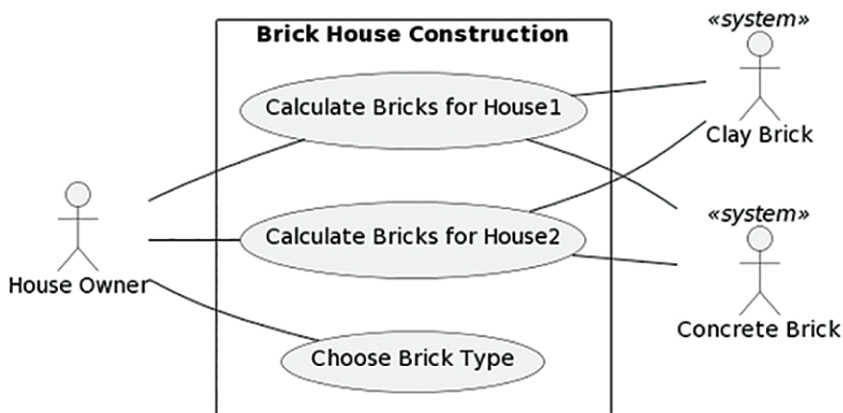 «system»
Brick House Construction
Calculate Bricks for House1
Clay Brick
«system»
Calculate Bricks for House2
House Owner
Concrete Brick
Choose Brick Type